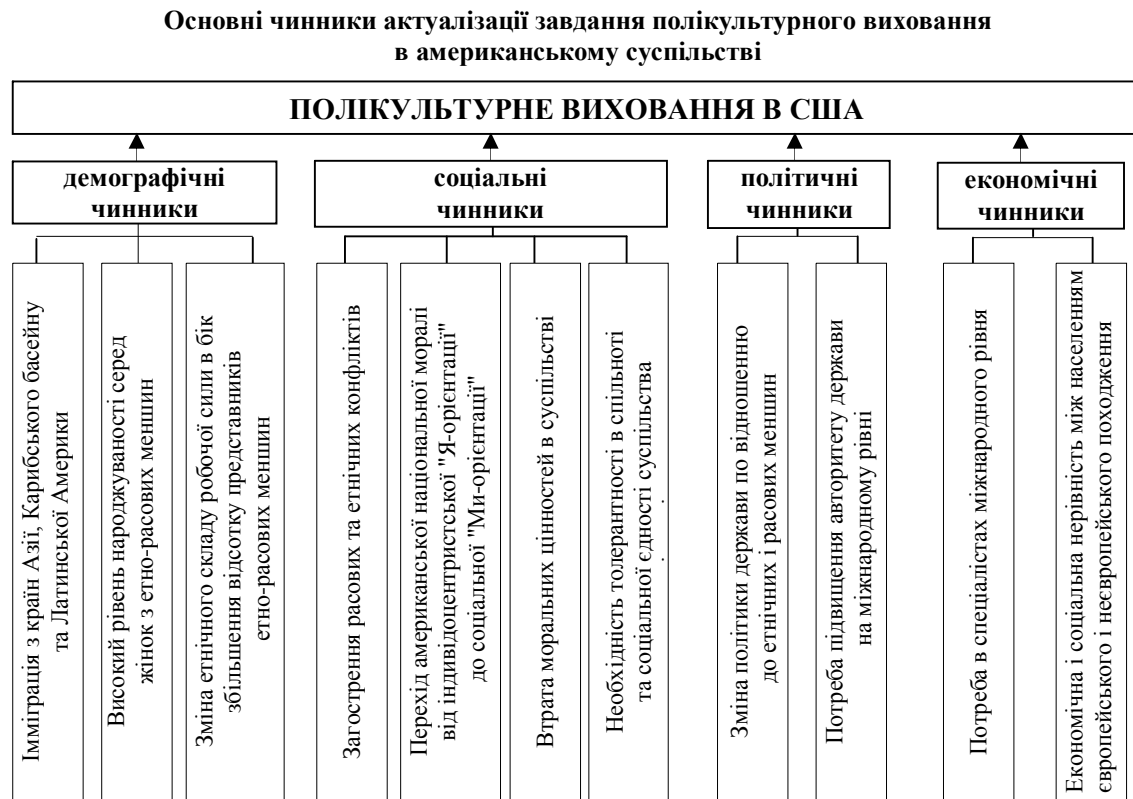 Основні чинники актуалізації завдання полікультурного виховання
в американському суспільстві
ПОЛІКУЛЬТУРНЕ ВИХОВАННЯ В США
демографічні
чинники
соціальні
чинники
політичні
чинники
економічні
чинники
Імміграція з країн Азії, Карибського басейну
та Латинської Америки
Високий рівень народжуваності серед
жінок з етно-расових меншин
Зміна етнічного складу робочої сили в бік
збільшення відсотку представників
етно-расових меншин
Загострення расових та етнічних конфліктів
Перехід американської національної моралі
від індивідоцентристської "Я-орієнтації"
до соціальної "Ми-орієнтації"
Втрата моральних цінностей в суспільстві
Необхідність толерантності в спільноті
та соціальної єдності суспільства
Зміна політики держави по відношенню
до етнічних і расових меншин
Потреба підвищення авторитету держави
на міжнародному рівні
Потреба в спеціалістах міжнародного рівня
Економічна і соціальна нерівність між населенням
європейського і неєвропейського походження